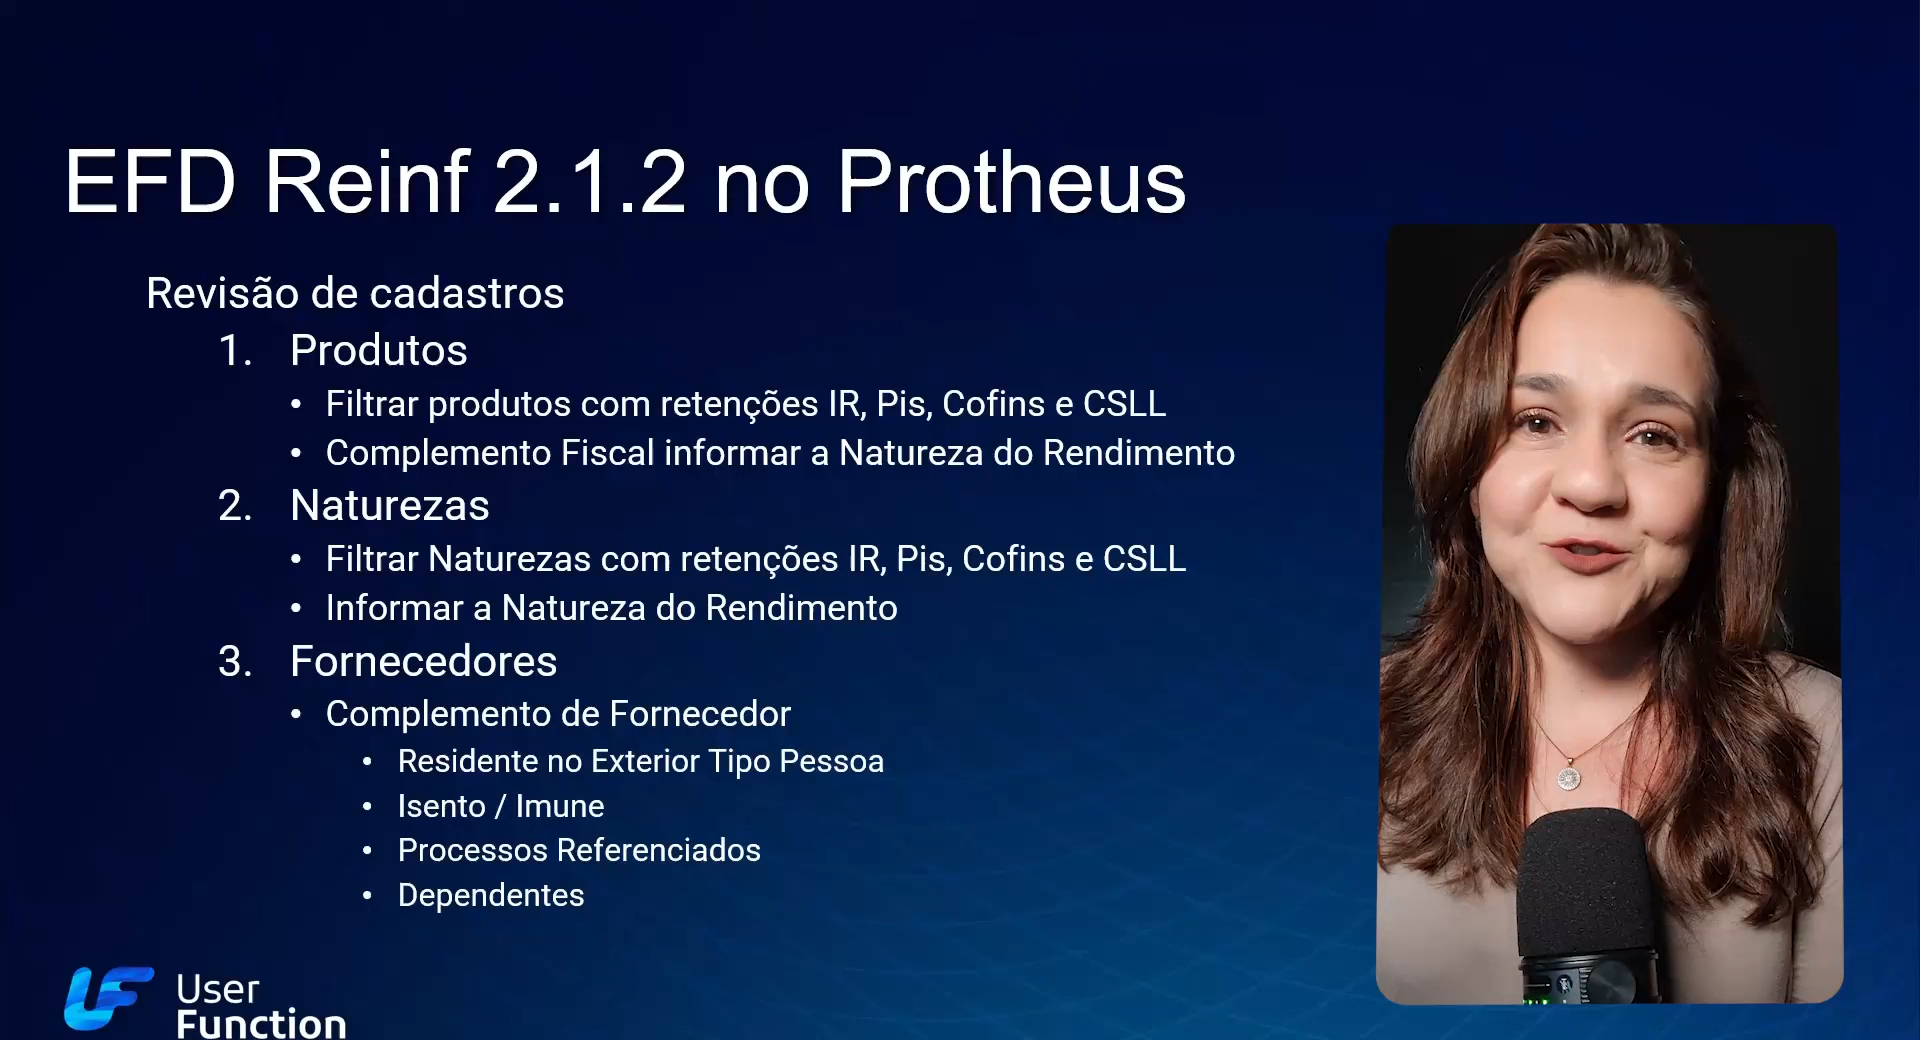 EFD Reinf 2.1.2 no Protheus
Revisão de cadastros
1. Produtos
• Filtrar produtos com retenções IR, Pis, Cofins e CSLL
• Complemento Fiscal informar a Natureza do Rendimento
2. Naturezas
• Filtrar Naturezas com retenções IR, Pis, Cofins e CSLL
• Informar a Natureza do Rendimento
3. Fornecedores
• Complemento de Fornecedor
• Residente no Exterior Tipo Pessoa
• Isento / Imune
• Processos Referenciados
• Dependentes
UF User
Function